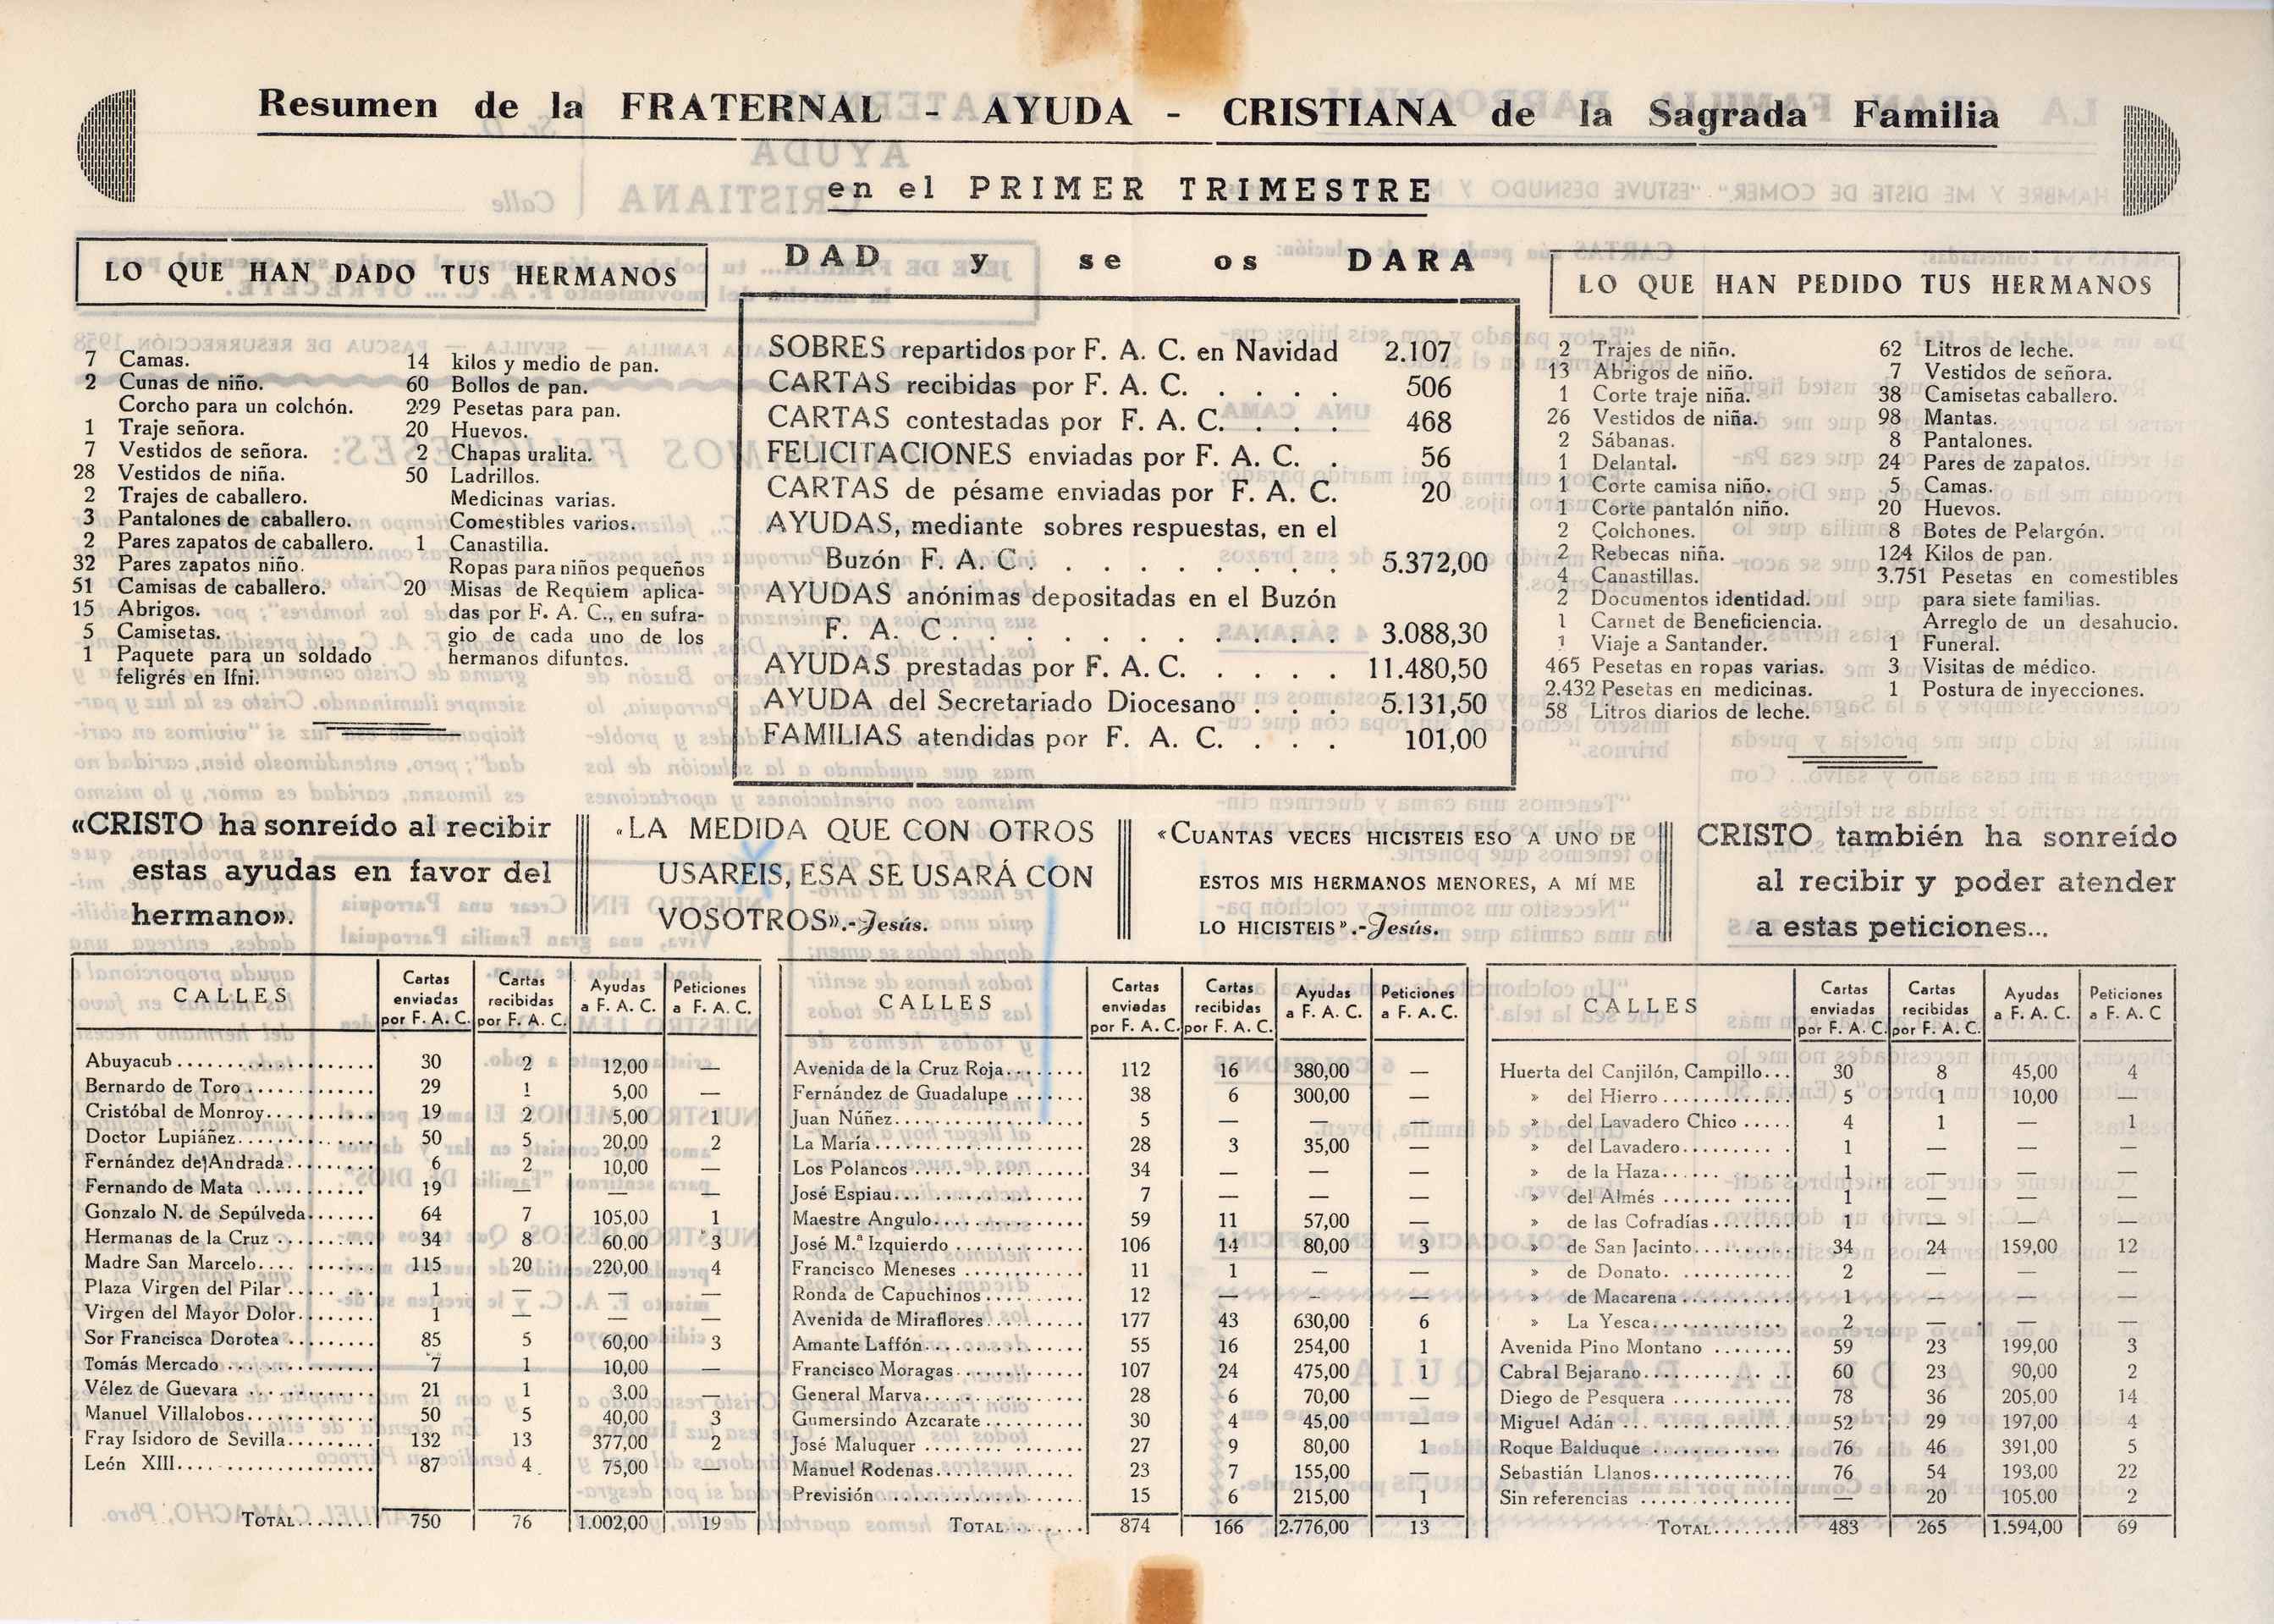 Resumen de la FRATERNAL - AYUDA - CRISTIANA de la Sagrada Familia
en el PRIMER TRIMESTRE
LO QUE HAN DADO TUS HERMANOS
7 Camas.
2 Cunas de niño.
Corcho para un colchón.
1 Traje señora.
7 Vestidos de señora.
28 Vestidos de niña.
2 Trajes de caballero.
3 Pantalones de caballero.
2 Pares zapatos de caballero.
32 Pares zapatos niño.
51 Camisas de caballero.
15 Abrigos.
5 Camisetas.
1 Paquete para un soldado
feligrés en Ifni.
14 kilos y medio de pan.
60 Bollos de pan.
229 Pesetas para pan.
20 Huevos.
2 Chapas uralita.
50 Ladrillos.
Medicinas varias.
Comestibles varios.
1 Canastilla.
Ropas para niños pequeños
20 Misas de Requiem aplica-
das por F. A. C., en sufra-
gio de cada uno de los
hermanos difuntos.
DAD y se os DARA
SOBRES repartidos por F. A. C. en Navidad 2.107
CARTAS recibidas por F. A. C. . . . . 506
CARTAS contestadas por F. A. C. . . . 468
FELICITACIONES enviadas por F. A. C. . 56
CARTAS de pésame enviadas por F. A. C. 20
AYUDAS, mediante sobres respuestas, en el
Buzón F. A. C. . . . . . . . . . 5.372,00
AYUDAS anónimas depositadas en el Buzón
F. A. C. . . . . . . . . . . . 3.088,30
AYUDAS prestadas por F. A. C. . . . . 11.480,50
AYUDA del Secretariado Diocesano . . . 5.131,50
FAMILIAS atendidas por F. A. C. . . . 101,00
LO QUE HAN PEDIDO TUS HERMANOS
2 Trajes de niño.
13 Abrigos de niño.
1 Corte traje niña.
26 Vestidos de niña.
2 Sábanas.
1 Delantal.
1 Corte camisa niño.
1 Corte pantalón niño.
2 Colchones.
2 Rebecas niña.
4 Canastillas.
2 Documentos identidad.
1 Carnet de Beneficiencia.
1 Viaje a Santander.
465 Pesetas en ropas varias.
2.432 Pesetas en medicinas.
58 Litros diarios de leche.
62 Litros de leche.
7 Vestidos de señora.
38 Camisetas caballero.
98 Mantas.
8 Pantalones.
24 Pares de zapatos.
5 Camas.
20 Huevos.
8 Botes de Pelargón.
124 Kilos de pan.
3.751 Pesetas en comestibles
para siete familias.
Arreglo de un desahucio.
1 Funeral.
3 Visitas de médico.
1 Postura de inyecciones.
«CRISTO ha sonreído al recibir
estas ayudas en favor del
hermano».
«LA MEDIDA QUE CON OTROS
USAREIS, ESA SE USARÁ CON
VOSOTROS».-Jesús.
«CUANTAS VECES HICISTEIS ESO A UNO DE
ESTOS MIS HERMANOS MENORES, A MÍ ME
LO HICISTEIS».-Jesús.
CRISTO también ha sonreído
al recibir y poder atender
a estas peticiones...
CALLES Cartas enviadas por F. A. C. Cartas recibidas por F. A. C. Ayudas a F. A. C. Peticiones a F. A. C.
Abuyacub 30 2 12,00 —
Bernardo de Toro 29 1 5,00 —
Cristóbal de Monroy 19 2 5,00 1
Doctor Lupiáñez 50 5 20,00 2
Fernández de Andrada 6 2 10,00 —
Fernando de Mata 19 — — —
Gonzalo N. de Sepúlveda 64 7 105,00 1
Hermanas de la Cruz 34 8 60.00 3
Madre San Marcelo 115 20 220,00 4
Plaza Virgen del Pilar 1 — — —
Virgen del Mayor Dolor 1 — — —
Sor Francisca Dorotea 85 5 60,00 3
Tomás Mercado 7 1 10,00 —
Vélez de Guevara 21 1 3,00 —
Manuel Villalobos 50 5 40,00 3
Fray Isidoro de Sevilla 132 13 377,00 2
León XIII 87 4 75,00 —
TOTAL 750 76 1.002,00 19
CALLES Cartas enviadas por F. A. C. Cartas recibidas por F. A. C. Ayudas a F. A. C. Peticiones a F. A. C.
Avenida de la Cruz Roja 112 16 380,00 —
Fernández de Guadalupe 38 6 300,00 —
Juan Núñez 5 — — —
La María 28 3 35,00 —
Los Polancos 34 — — —
José Espiau 7 — — —
Maestre Angulo 59 11 57,00 —
José M.ª Izquierdo 106 14 80,00 3
Francisco Meneses 11 1 — —
Ronda de Capuchinos 12 — — —
Avenida de Miraflores 177 43 630,00 6
Amante Laffón 55 16 254,00 1
Francisco Moragas 107 24 475,00 1
General Marva 28 6 70,00 —
Gumersindo Azcarate 30 4 45,00 —
José Maluquer 27 9 80,00 1
Manuel Rodenas 23 7 155,00 —
Previsión 15 6 215,00 1
TOTAL 874 166 2.776,00 13
CALLES Cartas enviadas por F. A. C. Cartas recibidas por F. A. C. Ayudas a F. A. C. Peticiones a F. A. C
Huerta del Canjilón, Campillo 30 8 45,00 4
» del Hierro 5 1 10,00 —
» del Lavadero Chico 4 1 — 1
» del Lavadero 1 — — —
» de la Haza 1 — — —
» del Almés 1 — — —
» de las Cofradías 1 — — —
» de San Jacinto 34 24 159,00 12
» de Donato 2 — — —
» de Macarena 1 — — —
» La Yesca 2 — — —
Avenida Pino Montano 59 23 199,00 3
Cabral Bejarano 60 23 90,00 2
Diego de Pesquera 78 36 205,00 14
Miguel Adán 52 29 197,00 4
Roque Balduque 76 46 391,00 5
Sebastián Llanos 76 54 193,00 22
Sin referencias — 20 105.00 2
TOTAL 483 265 1.594,00 69